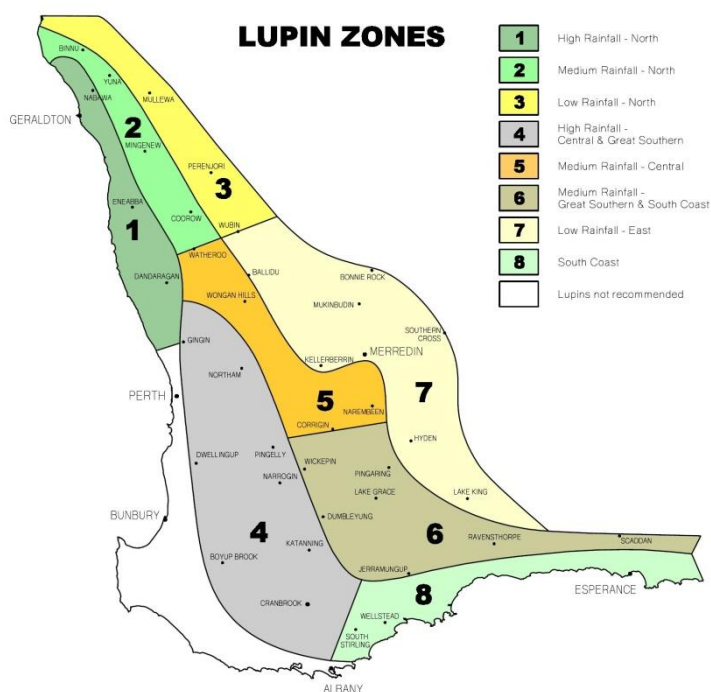 LUPIN ZONES
1 High Rainfall - North
2 Medium Rainfall - North
3 Low Rainfall - North
4 High Rainfall -
Central & Great Southern
5 Medium Rainfall - Central
6 Medium Rainfall -
Great Southern & South Coast
7 Low Rainfall - East
8 South Coast
Lupins not recommended
BINNU
YUNA
NABAWA
MULLEWA
GERALDTON
2
MINGENEW
PERENJORI
3
ENEABBA
COOROW
1
WUBIN
WATHEROO
DANDARAGAN
BALLIDU
BONNIE ROCK
WONGAN HILLS
MUKINBUDIN
SOUTHERN
CROSS
GINGIN
MERREDIN
KELLERBERRIN
NORTHAM
PERTH
5
NAREMBEEN
7
CORRIGIN
HYDEN
PINGELLY
DWELLINGUP
WICKEPIN
PINGARING
NARROGIN
LAKE GRACE
LAKE KING
BUNBURY
DUMBLEYUNG
4
6
RAVENSTHORPE
SCADDAN
KATANNING
BOYUP BROOK
JERRAMUNGUP
ESPERANCE
8
CRANBROOK
WELLSTEAD
SOUTH
STIRLING
ALBANY